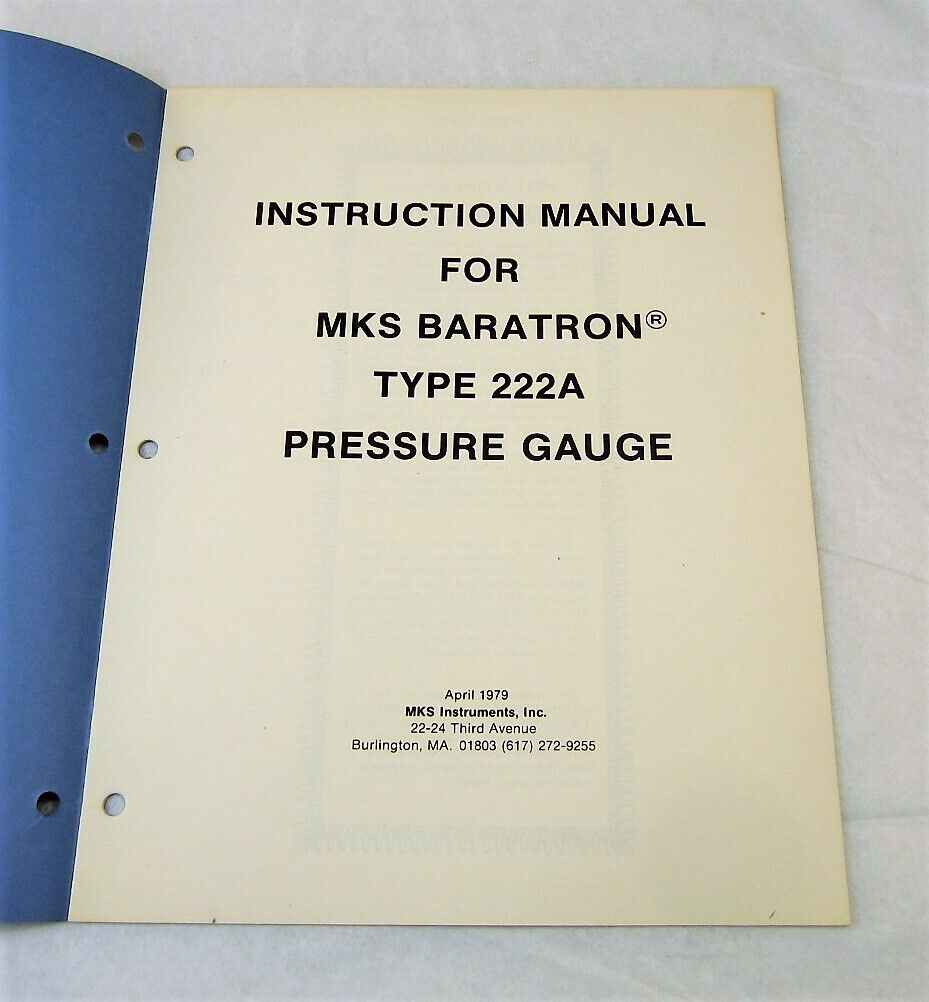 INSTRUCTION MANUAL
FOR
MKS BARATRON®
TYPE 222A
PRESSURE GAUGE
April 1979
MKS Instruments, Inc.
22-24 Third Avenue
Burlington, MA. 01803 (617) 272-9255